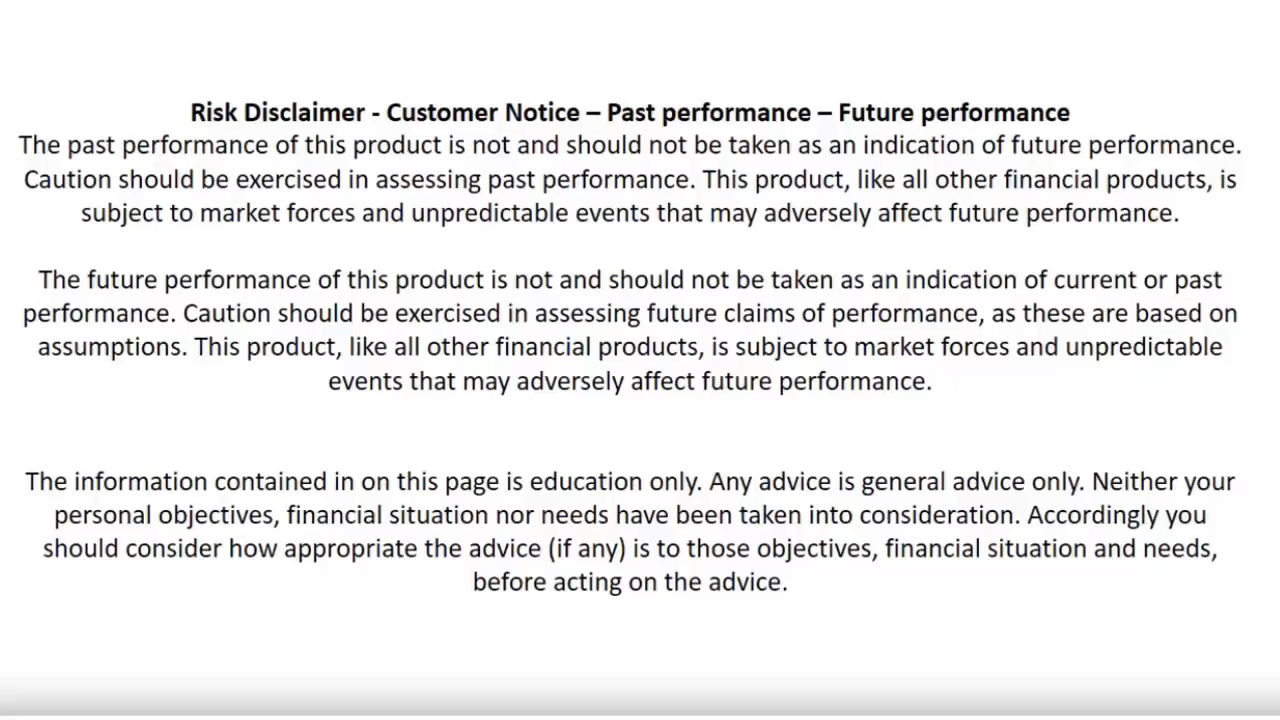 Risk Disclaimer - Customer Notice – Past performance – Future performance
The past performance of this product is not and should not be taken as an indication of future performance.
Caution should be exercised in assessing past performance. This product, like all other financial products, is
subject to market forces and unpredictable events that may adversely affect future performance.
The future performance of this product is not and should not be taken as an indication of current or past
performance. Caution should be exercised in assessing future claims of performance, as these are based on
assumptions. This product, like all other financial products, is subject to market forces and unpredictable
events that may adversely affect future performance.
The information contained in on this page is education only. Any advice is general advice only. Neither your
personal objectives, financial situation nor needs have been taken into consideration. Accordingly you
should consider how appropriate the advice (if any) is to those objectives, financial situation and needs,
before acting on the advice.